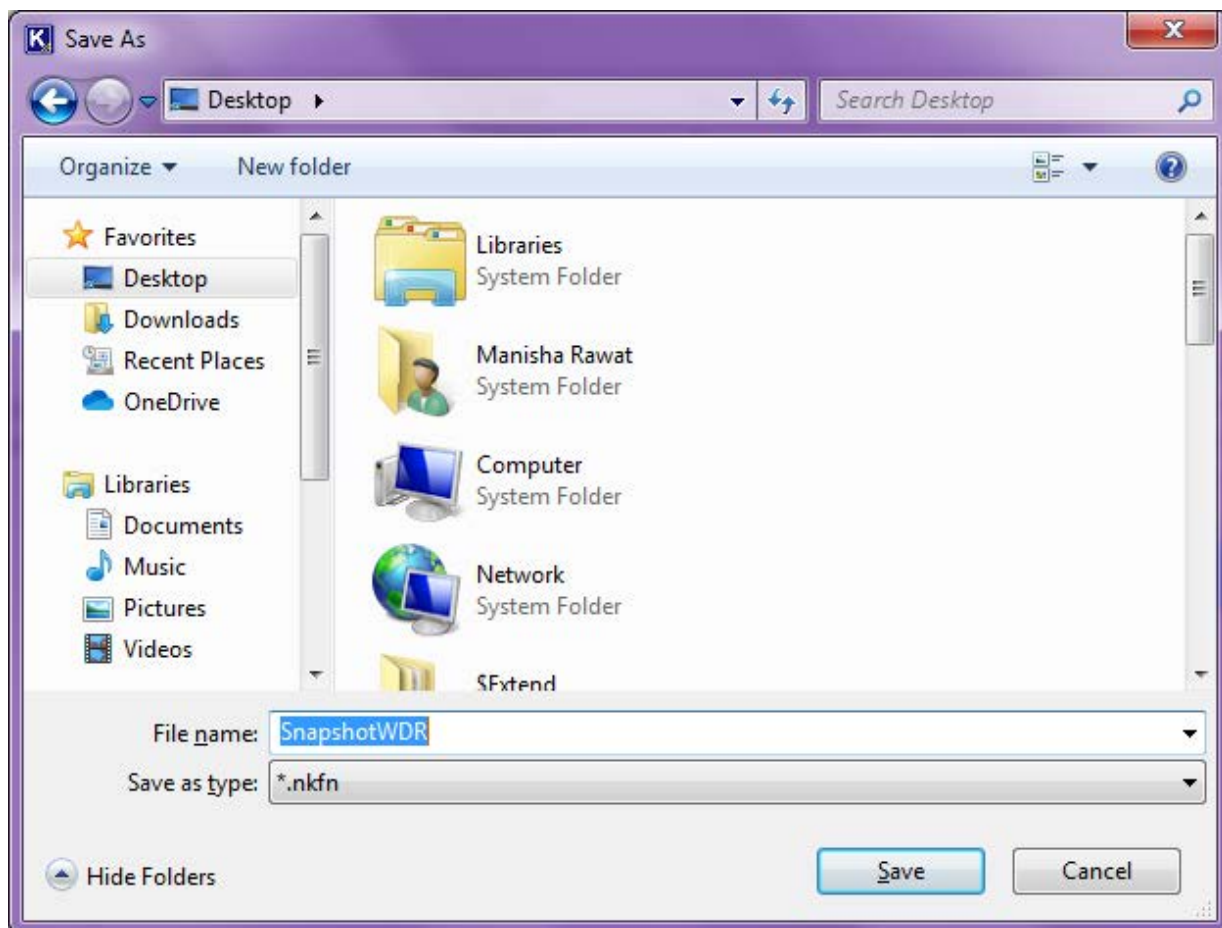 K Save As
Desktop
Search Desktop
Organize
New folder
Favorites
Desktop
Downloads
Recent Places
OneDrive
Libraries
Documents
Music
Pictures
Videos
Libraries
System Folder
Manisha Rawat
System Folder
Computer
System Folder
Network
System Folder
$Extend
File name: SnapshotWDR
Save as type: *.nkfn
Hide Folders
Save
Cancel